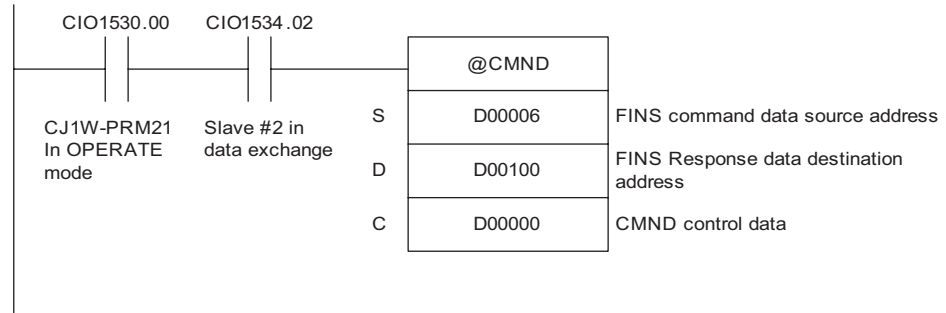 CIO1530.00
CIO1534.02
@CMND
CJ1W-PRM21
In OPERATE
mode
Slave #2 in
data exchange
S
D00006
FINS command data source address
D
D00100
FINS Response data destination
address
C
D00000
CMND control data